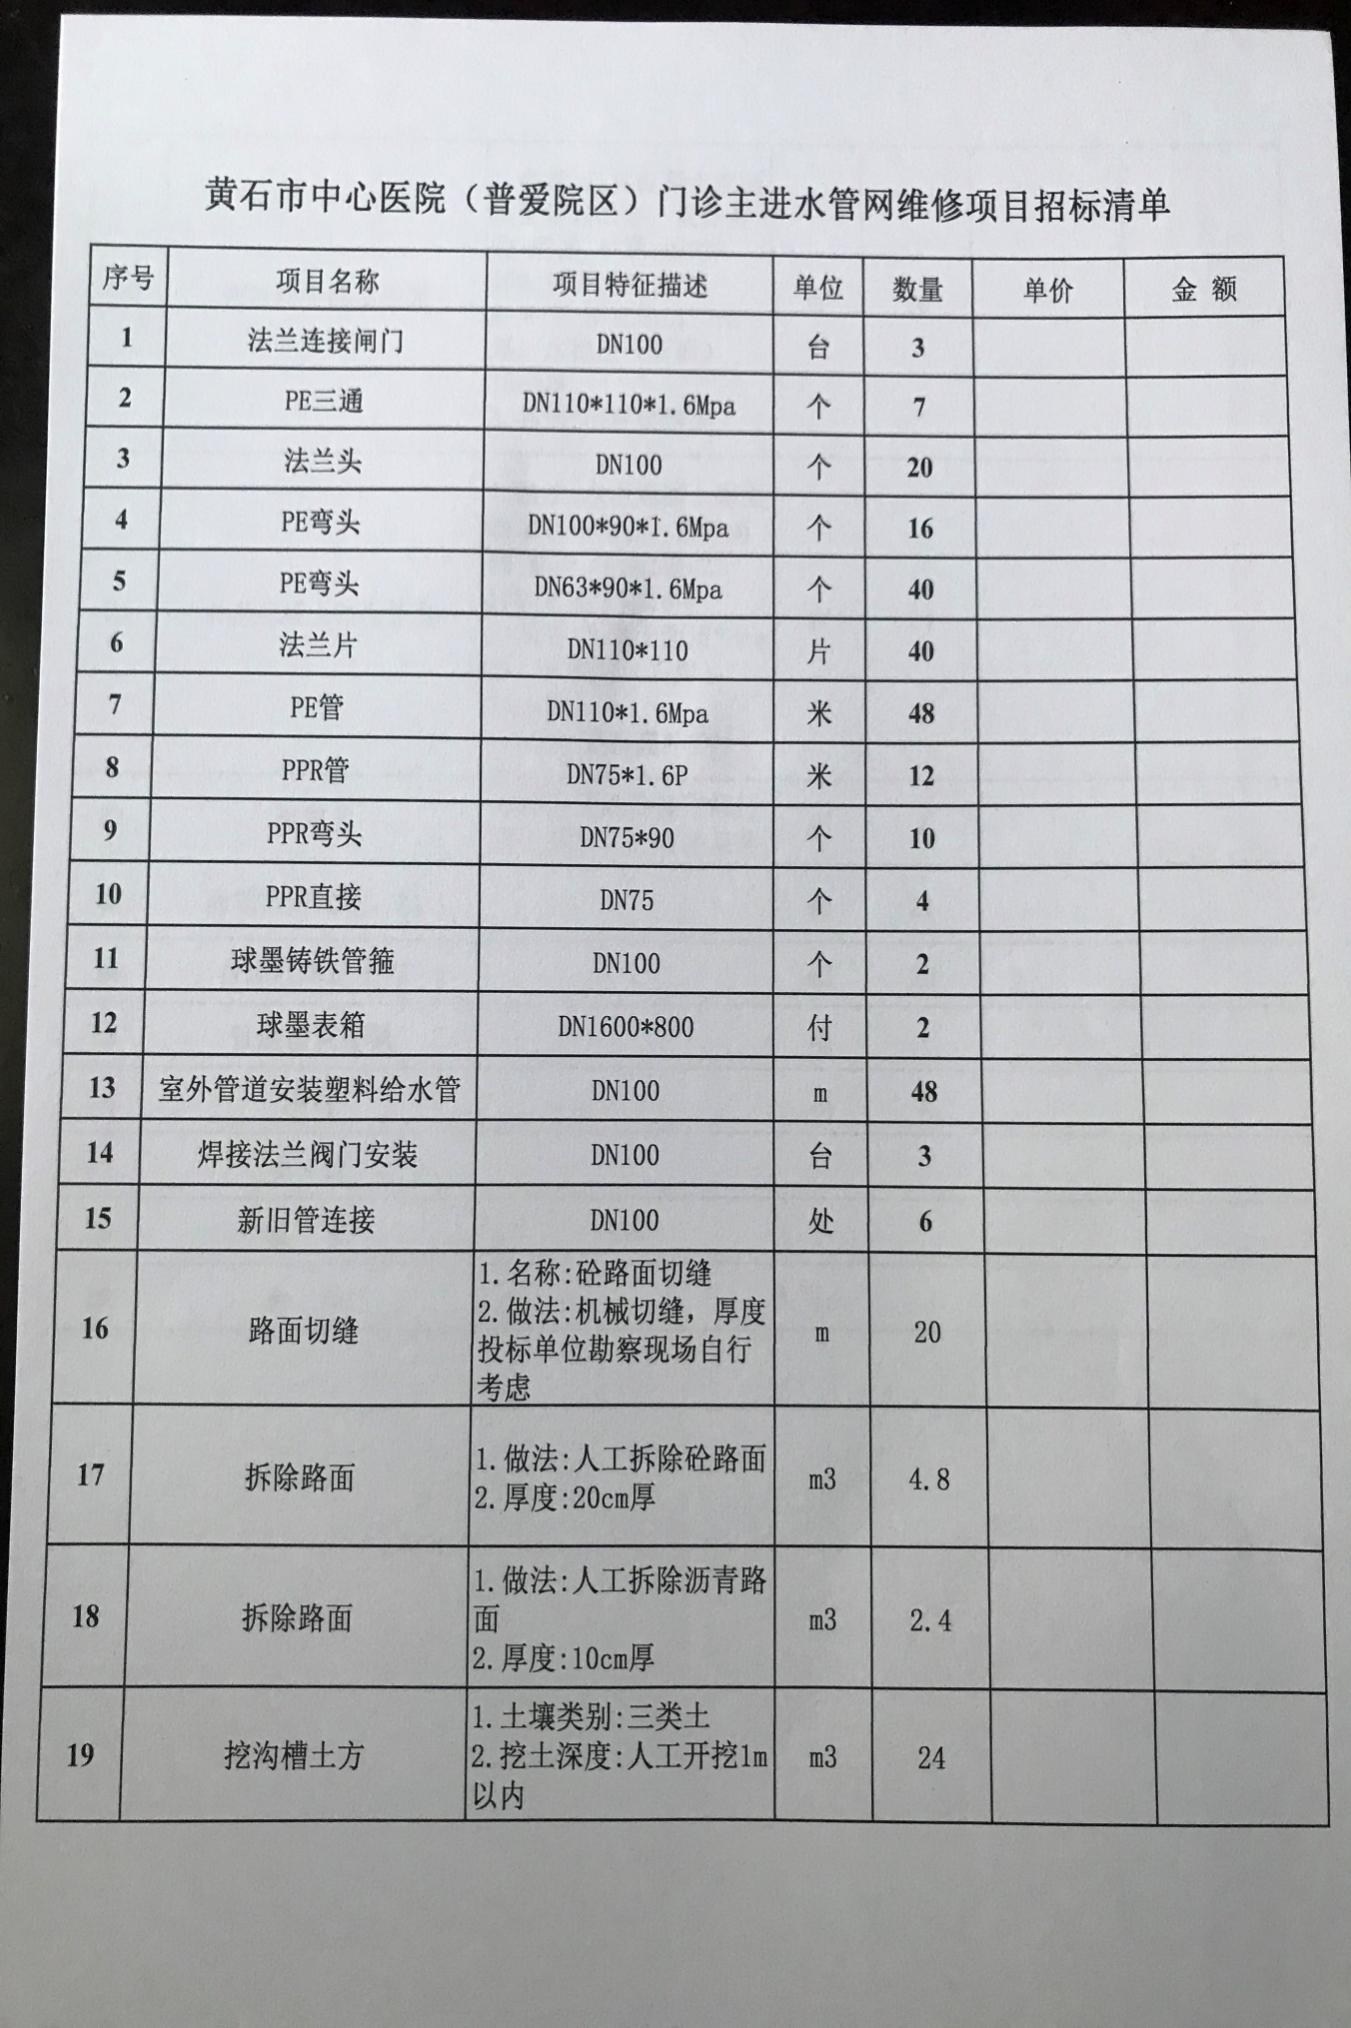 黄石市中心医院（普爱院区）门诊主进水管网维修项目招标清单
序号 项目名称 项目特征描述 单位 数量 单价 金 额
1 法兰连接闸门 DN100 台 3
2 PE三通 DN110*110*1.6Mpa 个 7
3 法兰头 DN100 个 20
4 PE弯头 DN100*90*1.6Mpa 个 16
5 PE弯头 DN63*90*1.6Mpa 个 40
6 法兰片 DN110*110 片 40
7 PE管 DN110*1.6Mpa 米 48
8 PPR管 DN75*1.6P 米 12
9 PPR弯头 DN75*90 个 10
10 PPR直接 DN75 个 4
11 球墨铸铁管箍 DN100 个 2
12 球墨表箱 DN1600*800 付 2
13 室外管道安装塑料给水管 DN100 m 48
14 焊接法兰阀门安装 DN100 台 3
15 新旧管连接 DN100 处 6
16 路面切缝 1.名称:砼路面切缝
2.做法:机械切缝，厚度
投标单位勘察现场自行
考虑 m 20
17 拆除路面 1.做法:人工拆除砼路面
2.厚度:20cm厚 m3 4.8
18 拆除路面 1.做法:人工拆除沥青路
面
2.厚度:10cm厚 m3 2.4
19 挖沟槽土方 1.土壤类别:三类土
2.挖土深度:人工开挖1m
以内 m3 24